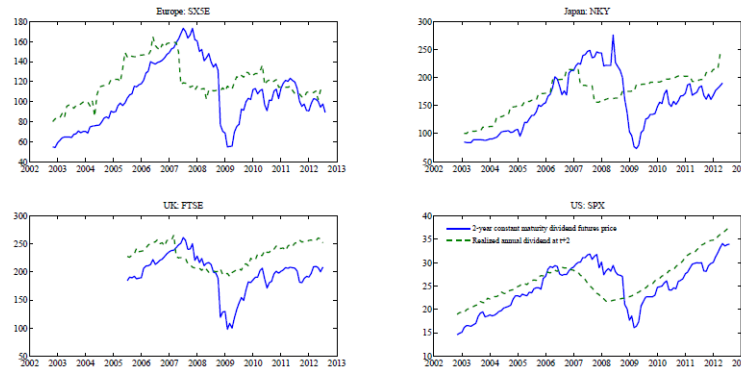 Europe: SX5E
180
160
140
120
100
80
60
40
2002 2003 2004 2005 2006 2007 2008 2009 2010 2011 2012 2013
Japan: NKY
300
250
200
150
100
50
2002 2003 2004 2005 2006 2007 2008 2009 2010 2011 2012 20
UK: FTSE
300
250
200
150
100
50
2002 2003 2004 2005 2006 2007 2008 2009 2010 2011 2012 2013
US: SPX
40
35
30
25
20
15
10
2-year constant maturity dividend futures price
Realized annual dividend at t+2
2002 2003 2004 2005 2006 2007 2008 2009 2010 2011 2012 20